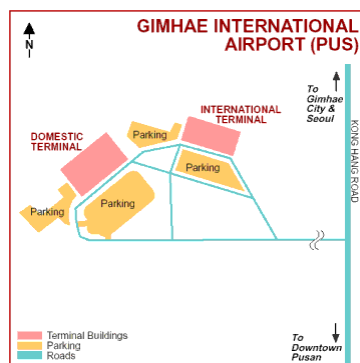 GIMHAE INTERNATIONAL
AIRPORT (PUS)
N
To
Gimhae
City &
Seoul
INTERNATIONAL
TERMINAL
DOMESTIC
TERMINAL
Parking
Parking
Parking
Parking
KONG HANG ROAD
Terminal Buildings
Parking
Roads
To
Downtown
Pusan